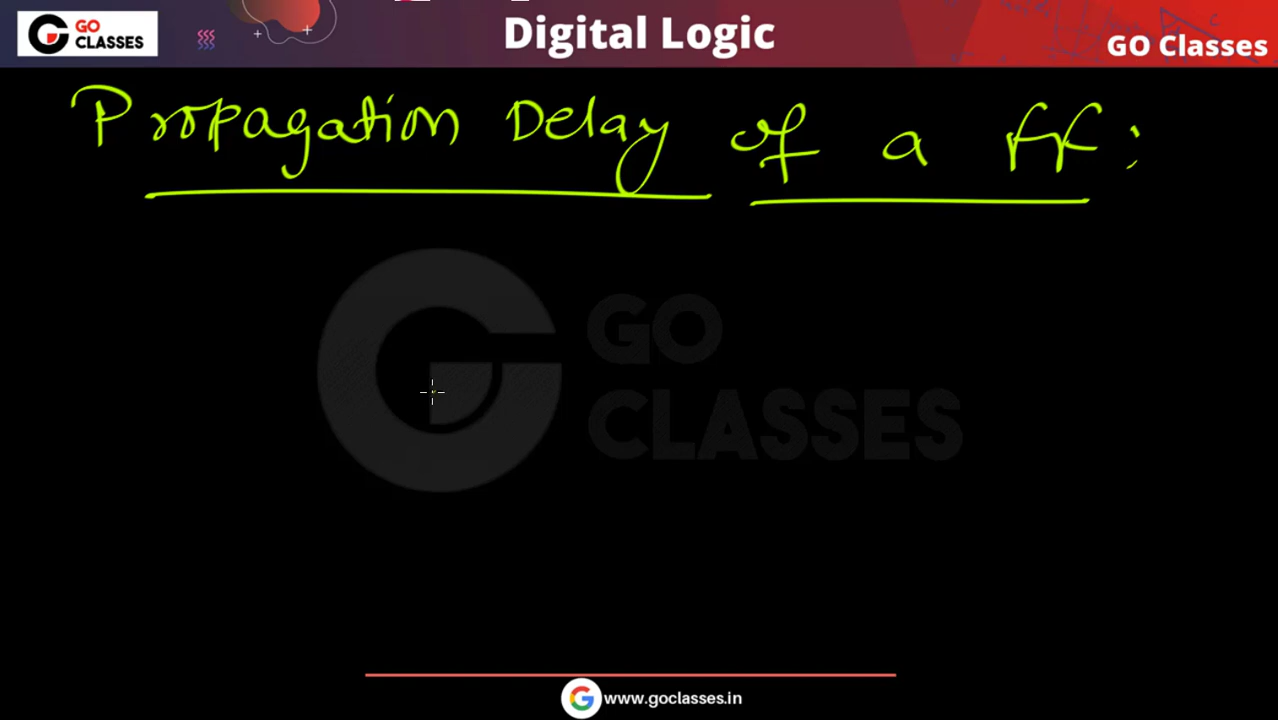 GO
CLASSES
Digital Logic
GO Classes
Propagation Delay of a FF:
GO
CLASSES
www.goclasses.in